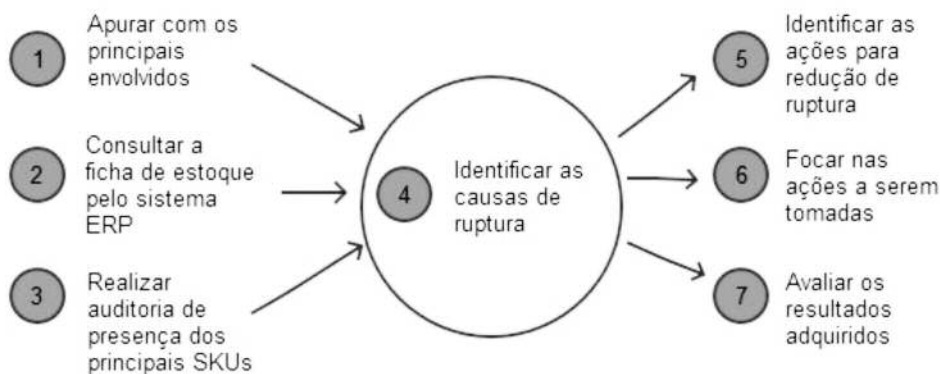 1
Apurar com os
principais
envolvidos
2
Consultar a
ficha de estoque
pelo sistema
ERP
3
Realizar
auditoria de
presença dos
principais SKUs
4
Identificar as
causas de
ruptura
5
Identificar as
ações para
redução de
ruptura
6
Focar nas
ações a serem
tomadas
7
Avaliar os
resultados
adquiridos